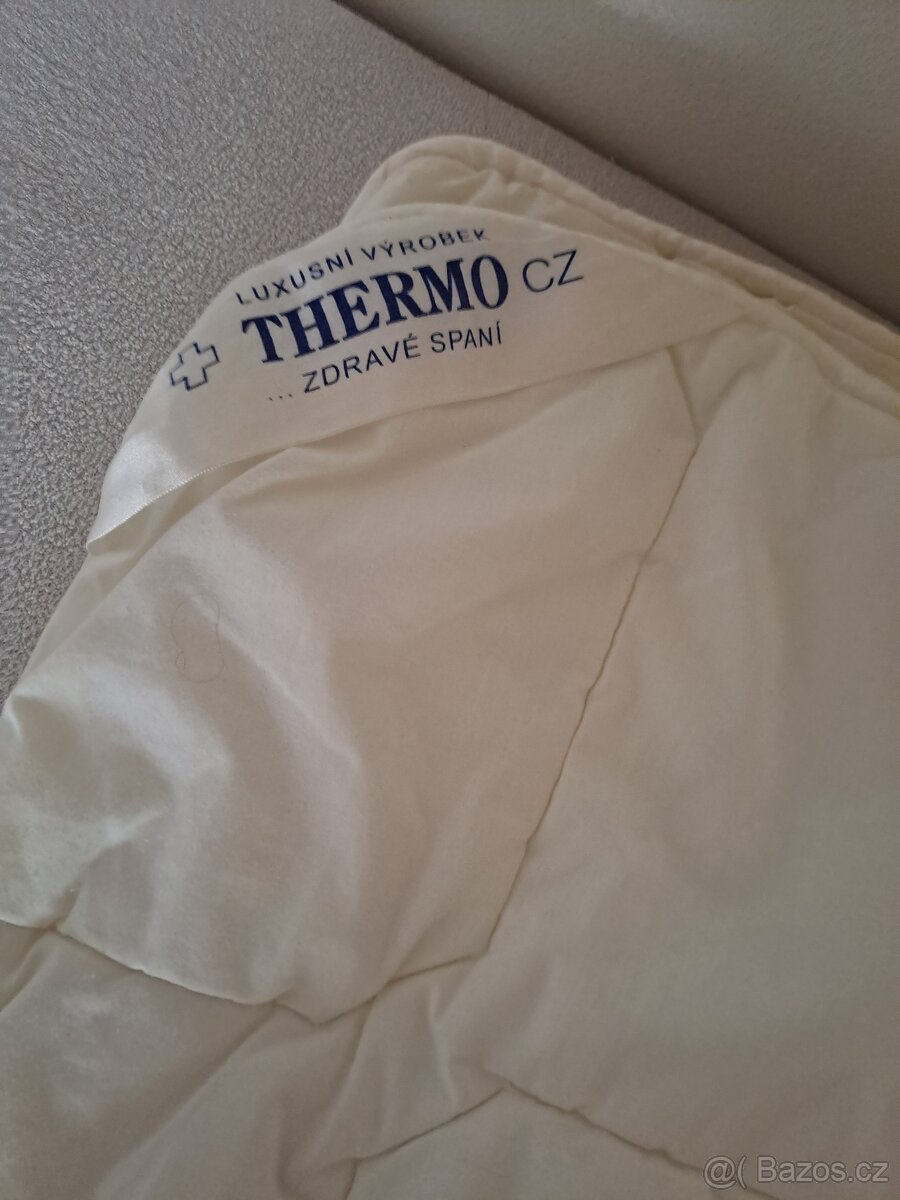 LUXUSNÍ VÝROBEK
THERMO CZ
... ZDRAVÉ SPANÍ
@( Bazos.cz